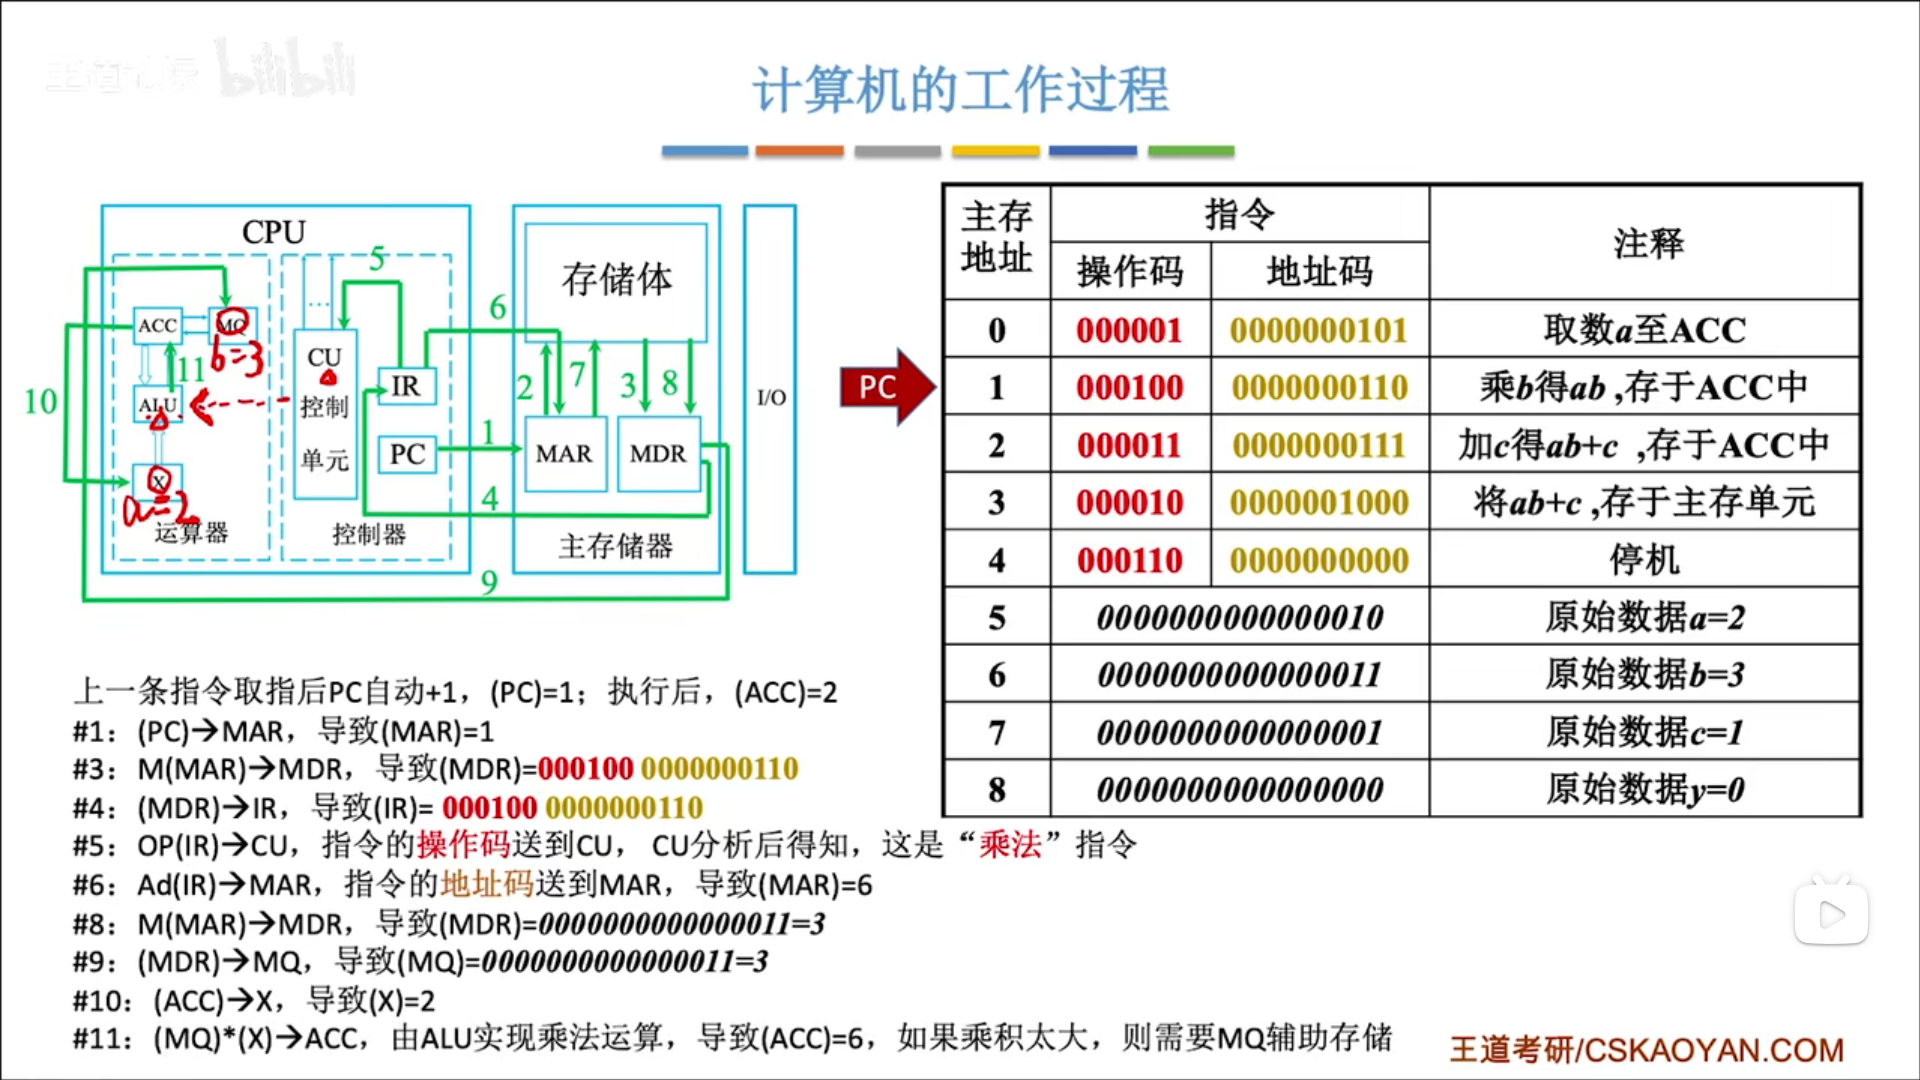 王道论坛 bilibili
计算机的工作过程
CPU
ACC
MQ
b=3
11
ALU
X
a=2
运算器
10
5
...
CU
控制
单元
IR
PC
控制器
6
1
4
9
存储体
2
7
3
8
MAR
MDR
主存储器
I/O
PC
主存地址 指令 注释
操作码 地址码
0 000001 0000000101 取数a至ACC
1 000100 0000000110 乘b得ab ,存于ACC中
2 000011 0000000111 加c得ab+c ,存于ACC中
3 000010 0000001000 将ab+c ,存于主存单元
4 000110 0000000000 停机
5 0000000000000010 原始数据a=2
6 0000000000000011 原始数据b=3
7 0000000000000001 原始数据c=1
8 0000000000000000 原始数据y=0
上一条指令取指后PC自动+1，(PC)=1；执行后，(ACC)=2
#1：(PC)→MAR，导致(MAR)=1
#3：M(MAR)→MDR，导致(MDR)=000100 0000000110
#4：(MDR)→IR，导致(IR)= 000100 0000000110
#5：OP(IR)→CU，指令的操作码送到CU， CU分析后得知，这是“乘法”指令
#6：Ad(IR)→MAR，指令的地址码送到MAR，导致(MAR)=6
#8：M(MAR)→MDR，导致(MDR)=0000000000000011=3
#9：(MDR)→MQ，导致(MQ)=0000000000000011=3
#10：(ACC)→X，导致(X)=2
#11：(MQ)*(X)→ACC，由ALU实现乘法运算，导致(ACC)=6，如果乘积太大，则需要MQ辅助存储
王道考研/CSKAOYAN.COM